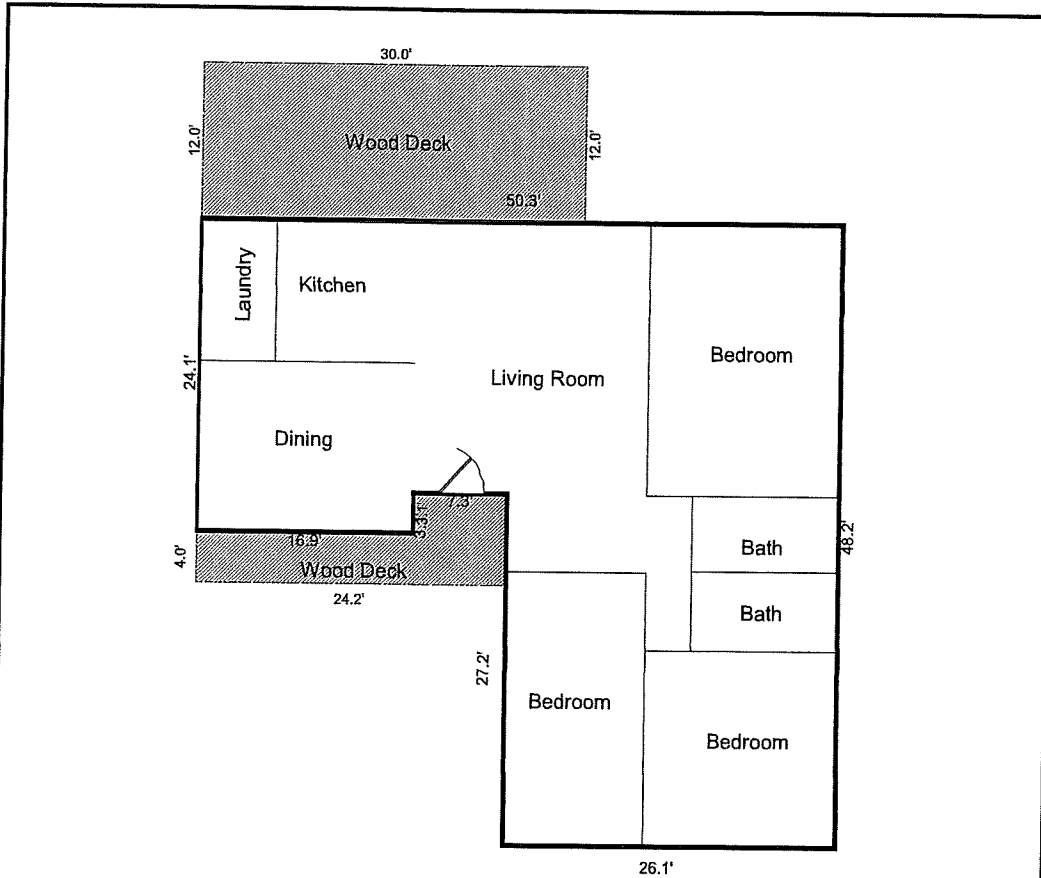 30.0'
12.0'
Wood Deck
12.0'
50.3'
Laundry
Kitchen
Bedroom
24.1'
Living Room
Dining
7.3'
16.9'
48.2'
Bath
4.0'
Wood Deck
24.2'
Bath
27.2'
Bedroom
Bedroom
26.1'